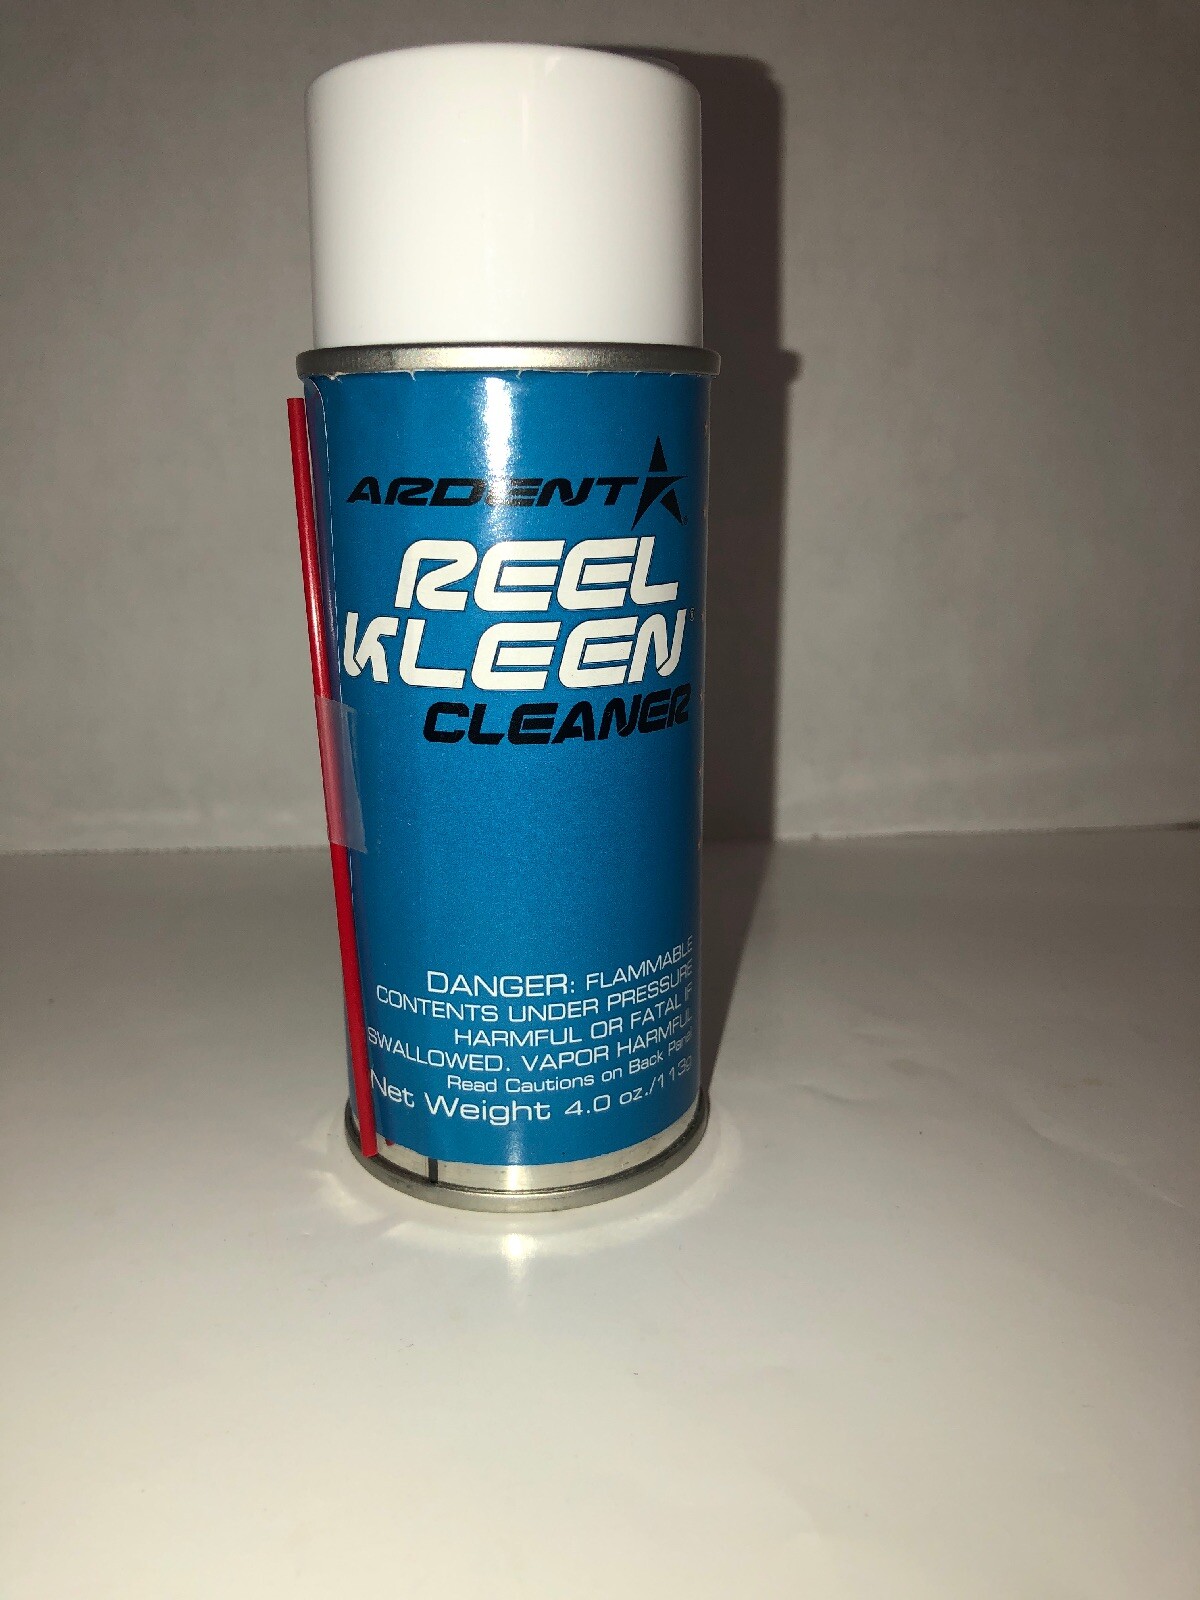 ARDENT
REEL
KLEEN®
CLEANER
DANGER: FLAMMABLE
CONTENTS UNDER PRESSURE
HARMFUL OR FATAL IF
SWALLOWED. VAPOR HARMFUL
Read Cautions on Back Panel
Net Weight 4.0 oz./113g